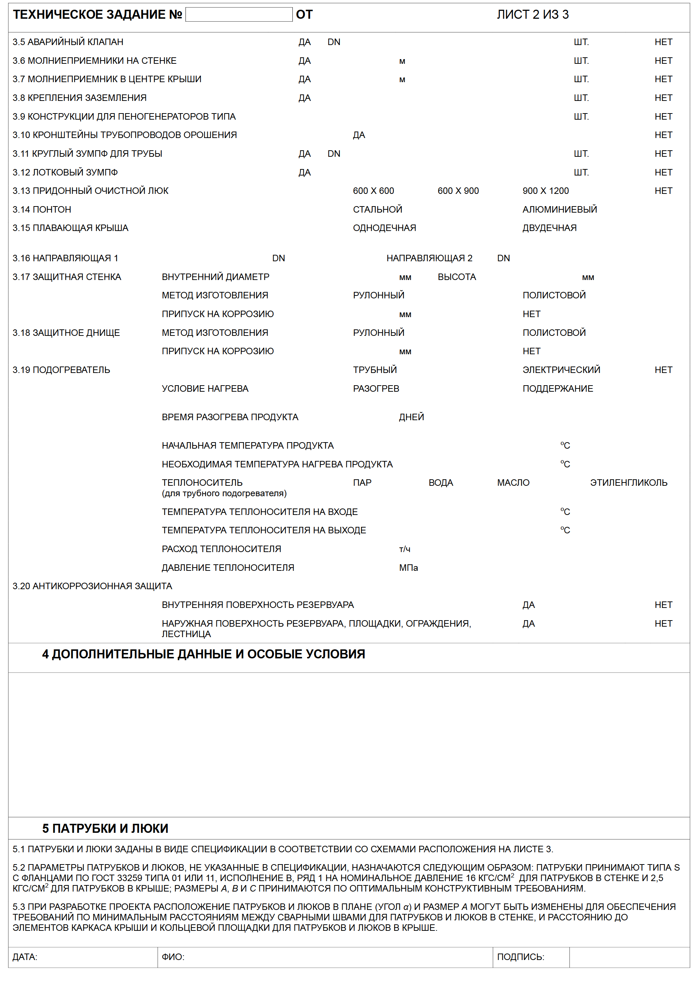 ТЕХНИЧЕСКОЕ ЗАДАНИЕ № ОТ ЛИСТ 2 ИЗ 3
3.5 АВАРИЙНЫЙ КЛАПАН ДА DN ШТ. НЕТ
3.6 МОЛНИЕПРИЕМНИКИ НА СТЕНКЕ ДА м ШТ. НЕТ
3.7 МОЛНИЕПРИЕМНИК В ЦЕНТРЕ КРЫШИ ДА м ШТ. НЕТ
3.8 КРЕПЛЕНИЯ ЗАЗЕМЛЕНИЯ ДА ШТ. НЕТ
3.9 КОНСТРУКЦИИ ДЛЯ ПЕНОГЕНЕРАТОРОВ ТИПА ШТ. НЕТ
3.10 КРОНШТЕЙНЫ ТРУБОПРОВОДОВ ОРОШЕНИЯ ДА НЕТ
3.11 КРУГЛЫЙ ЗУМПФ ДЛЯ ТРУБЫ ДА DN ШТ. НЕТ
3.12 ЛОТКОВЫЙ ЗУМПФ ДА ШТ. НЕТ
3.13 ПРИДОННЫЙ ОЧИСТНОЙ ЛЮК 600 Х 600 600 Х 900 900 Х 1200 НЕТ
3.14 ПОНТОН СТАЛЬНОЙ АЛЮМИНИЕВЫЙ
3.15 ПЛАВАЮЩАЯ КРЫША ОДНОДЕЧНАЯ ДВУДЕЧНАЯ
3.16 НАПРАВЛЯЮЩАЯ 1 DN НАПРАВЛЯЮЩАЯ 2 DN
3.17 ЗАЩИТНАЯ СТЕНКА ВНУТРЕННИЙ ДИАМЕТР мм ВЫСОТА мм
МЕТОД ИЗГОТОВЛЕНИЯ РУЛОННЫЙ ПОЛИСТОВОЙ
ПРИПУСК НА КОРРОЗИЮ мм НЕТ
3.18 ЗАЩИТНОЕ ДНИЩЕ МЕТОД ИЗГОТОВЛЕНИЯ РУЛОННЫЙ ПОЛИСТОВОЙ
ПРИПУСК НА КОРРОЗИЮ мм НЕТ
3.19 ПОДОГРЕВАТЕЛЬ ТРУБНЫЙ ЭЛЕКТРИЧЕСКИЙ НЕТ
УСЛОВИЕ НАГРЕВА РАЗОГРЕВ ПОДДЕРЖАНИЕ
ВРЕМЯ РАЗОГРЕВА ПРОДУКТА ДНЕЙ
НАЧАЛЬНАЯ ТЕМПЕРАТУРА ПРОДУКТА ºС
НЕОБХОДИМАЯ ТЕМПЕРАТУРА НАГРЕВА ПРОДУКТА ºС
ТЕПЛОНОСИТЕЛЬ ПАР ВОДА МАСЛО ЭТИЛЕНГЛИКОЛЬ
(для трубного подогревателя)
ТЕМПЕРАТУРА ТЕПЛОНОСИТЕЛЯ НА ВХОДЕ ºС
ТЕМПЕРАТУРА ТЕПЛОНОСИТЕЛЯ НА ВЫХОДЕ ºС
РАСХОД ТЕПЛОНОСИТЕЛЯ т/ч
ДАВЛЕНИЕ ТЕПЛОНОСИТЕЛЯ МПа
3.20 АНТИКОРРОЗИОННАЯ ЗАЩИТА
ВНУТРЕННЯЯ ПОВЕРХНОСТЬ РЕЗЕРВУАРА ДА НЕТ
НАРУЖНАЯ ПОВЕРХНОСТЬ РЕЗЕРВУАРА, ПЛОЩАДКИ, ОГРАЖДЕНИЯ, ДА НЕТ
ЛЕСТНИЦА
4 ДОПОЛНИТЕЛЬНЫЕ ДАННЫЕ И ОСОБЫЕ УСЛОВИЯ
5 ПАТРУБКИ И ЛЮКИ
5.1 ПАТРУБКИ И ЛЮКИ ЗАДАНЫ В ВИДЕ СПЕЦИФИКАЦИИ В СООТВЕТСТВИИ СО СХЕМАМИ РАСПОЛОЖЕНИЯ НА ЛИСТЕ 3.
5.2 ПАРАМЕТРЫ ПАТРУБКОВ И ЛЮКОВ, НЕ УКАЗАННЫЕ В СПЕЦИФИКАЦИИ, НАЗНАЧАЮТСЯ СЛЕДУЮЩИМ ОБРАЗОМ: ПАТРУБКИ ПРИНИМАЮТ ТИПА S
С ФЛАНЦАМИ ПО ГОСТ 33259 ТИПА 01 ИЛИ 11, ИСПОЛНЕНИЕ В, РЯД 1 НА НОМИНАЛЬНОЕ ДАВЛЕНИЕ 16 КГС/СМ² ДЛЯ ПАТРУБКОВ В СТЕНКЕ И 2,5
КГС/СМ² ДЛЯ ПАТРУБКОВ В КРЫШЕ; РАЗМЕРЫ A, B И C ПРИНИМАЮТСЯ ПО ОПТИМАЛЬНЫМ КОНСТРУКТИВНЫМ ТРЕБОВАНИЯМ.
5.3 ПРИ РАЗРАБОТКЕ ПРОЕКТА РАСПОЛОЖЕНИЕ ПАТРУБКОВ И ЛЮКОВ В ПЛАНЕ (УГОЛ α) И РАЗМЕР A МОГУТ БЫТЬ ИЗМЕНЕНЫ ДЛЯ ОБЕСПЕЧЕНИЯ
ТРЕБОВАНИЙ ПО МИНИМАЛЬНЫМ РАССТОЯНИЯМ МЕЖДУ СВАРНЫМИ ШВАМИ ДЛЯ ПАТРУБКОВ И ЛЮКОВ В СТЕНКЕ, И РАССТОЯНИЮ ДО
ЭЛЕМЕНТОВ КАРКАСА КРЫШИ И КОЛЬЦЕВОЙ ПЛОЩАДКИ ДЛЯ ПАТРУБКОВ И ЛЮКОВ В КРЫШЕ.
ДАТА: ФИО: ПОДПИСЬ: